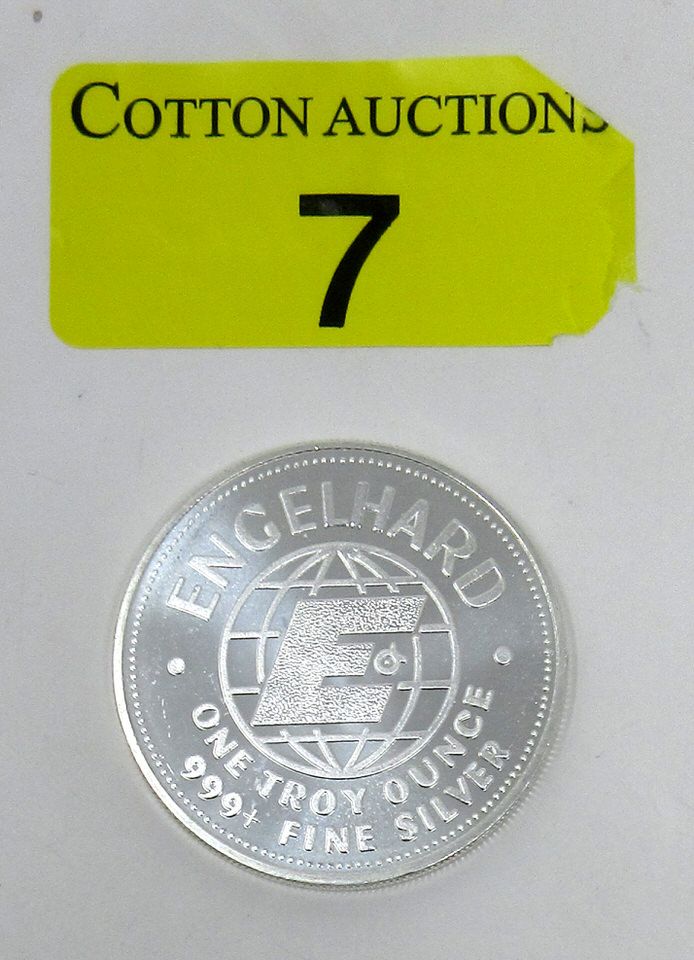 COTTON AUCTIONS
7
ENGELHARD
E
ONE TROY OUNCE
999+ FINE SILVER